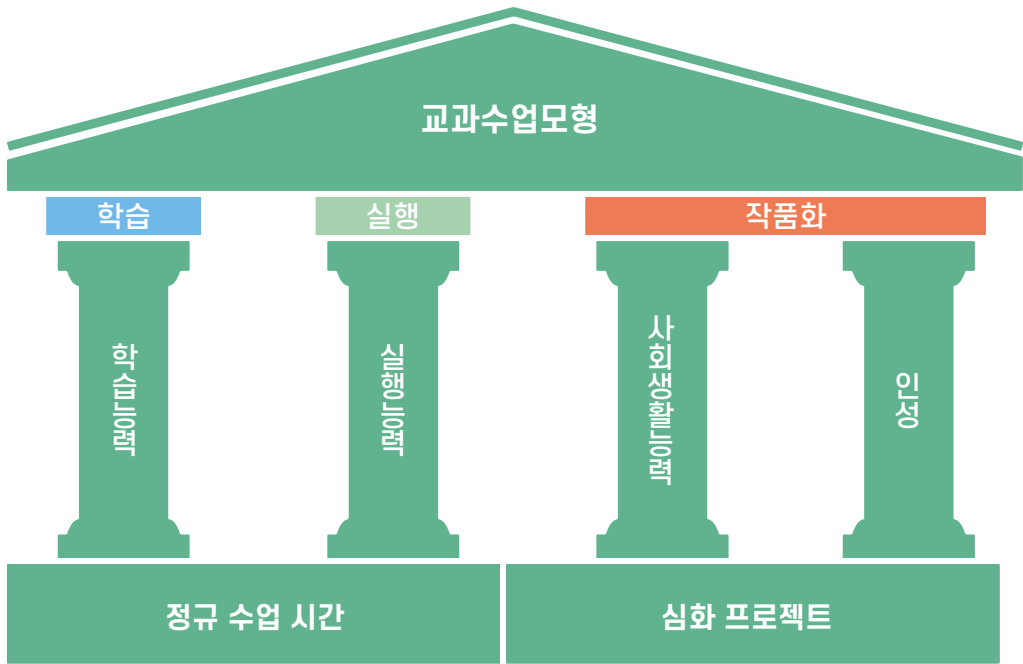 교과수업모형
학습
실행
작품화
학습능력
실행능력
사회생활능력
인성
정규 수업 시간
심화 프로젝트